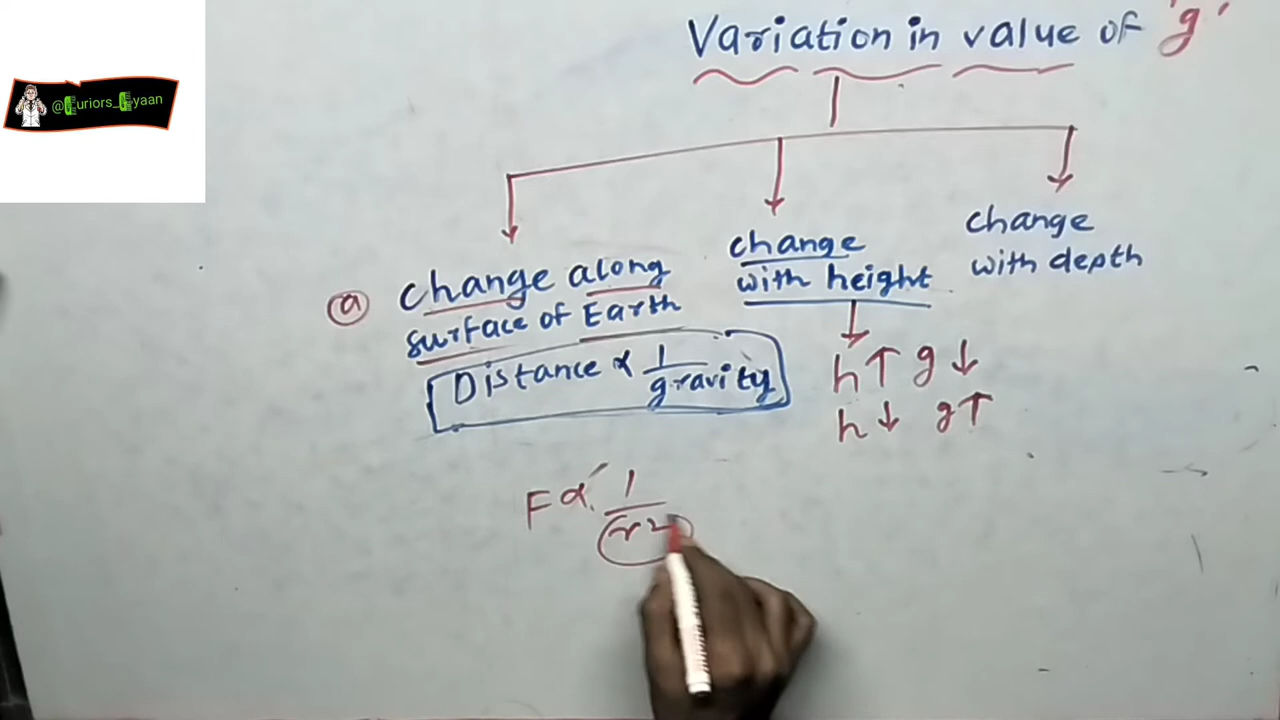 @Curiors_Gyaan
Variation in value of 'g'
ⓐ change along
surface of Earth
Distance ∝ 1/gravity
change
with height
h↑ g↓
h↓ g↑
change
with depth
F ∝ 1/r²